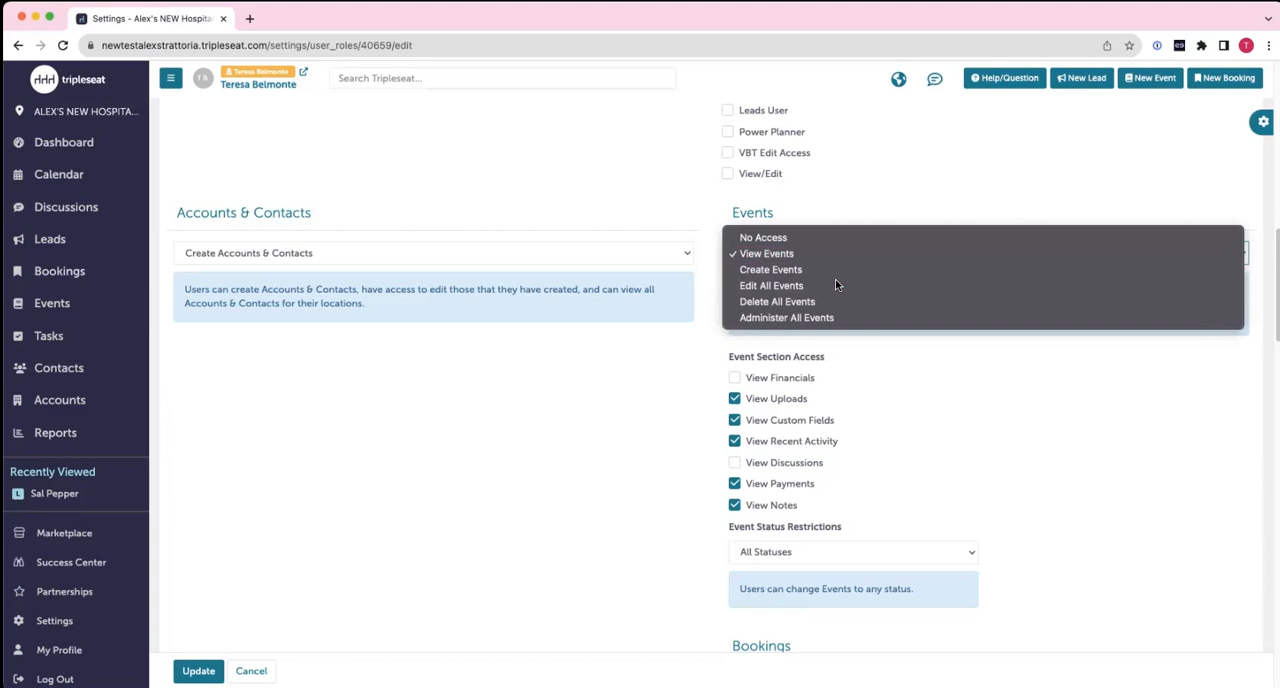 Settings - Alex's NEW Hospita
newtestalexstrattoria.tripleseat.com/settings/user_roles/40659/edit
T
tripleseat
T B
Teresa Belmonte
Teresa Belmonte
Search Tripleseat...
Help/Question
New Lead
New Event
New Booking
ALEX'S NEW HOSPITA...
Dashboard
Calendar
Discussions
Leads
Bookings
Events
Tasks
Contacts
Accounts
Reports
Recently Viewed
L Sal Pepper
Marketplace
Success Center
Partnerships
Settings
My Profile
Log Out
Leads User
Power Planner
VBT Edit Access
View/Edit
Accounts & Contacts
Create Accounts & Contacts
Users can create Accounts & Contacts, have access to edit those that they have created, and can view all
Accounts & Contacts for their locations.
Events
No Access
✓ View Events
Create Events
Edit All Events
Delete All Events
Administer All Events
Event Section Access
View Financials
View Uploads
View Custom Fields
View Recent Activity
View Discussions
View Payments
View Notes
Event Status Restrictions
All Statuses
Users can change Events to any status.
Bookings
Update
Cancel